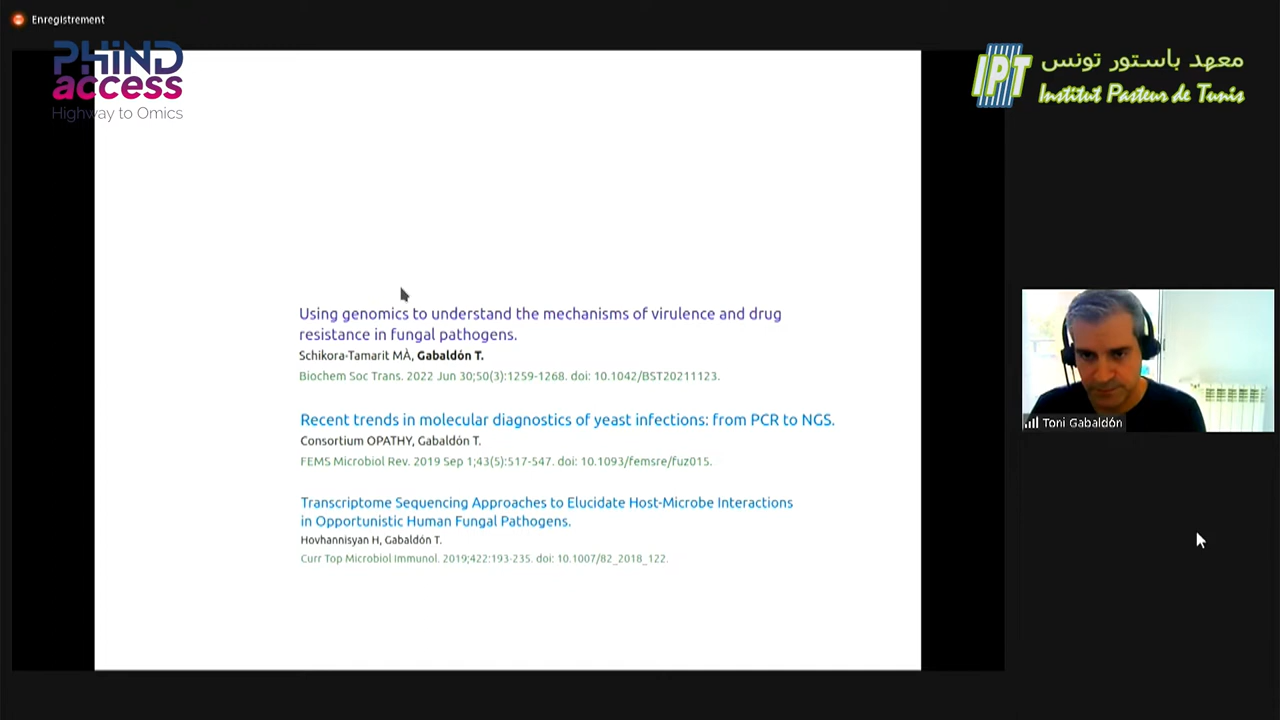 Enregistrement
PHiND
access
Highway to Omics
IPT
معهد باستور تونس
Institut Pasteur de Tunis
Using genomics to understand the mechanisms of virulence and drug
resistance in fungal pathogens.
Schikora-Tamarit MÀ, Gabaldón T.
Biochem Soc Trans. 2022 Jun 30;50(3):1259-1268. doi: 10.1042/BST20211123.
Recent trends in molecular diagnostics of yeast infections: from PCR to NGS.
Consortium OPATHY, Gabaldón T.
FEMS Microbiol Rev. 2019 Sep 1;43(5):517-547. doi: 10.1093/femsre/fuz015.
Transcriptome Sequencing Approaches to Elucidate Host-Microbe Interactions
in Opportunistic Human Fungal Pathogens.
Hovhannisyan H, Gabaldón T.
Curr Top Microbiol Immunol. 2019;422:193-235. doi: 10.1007/82_2018_122.
Toni Gabaldón